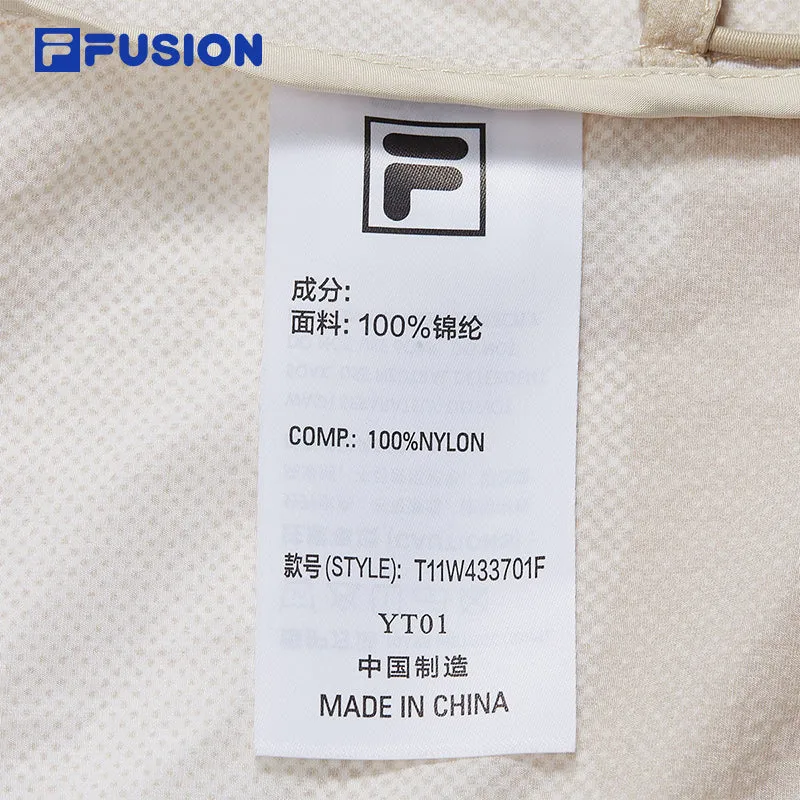 FUSION
F
成分:
面料: 100%锦纶
COMP.: 100%NYLON
款号(STYLE): T11W433701F
YT01
中国制造
MADE IN CHINA